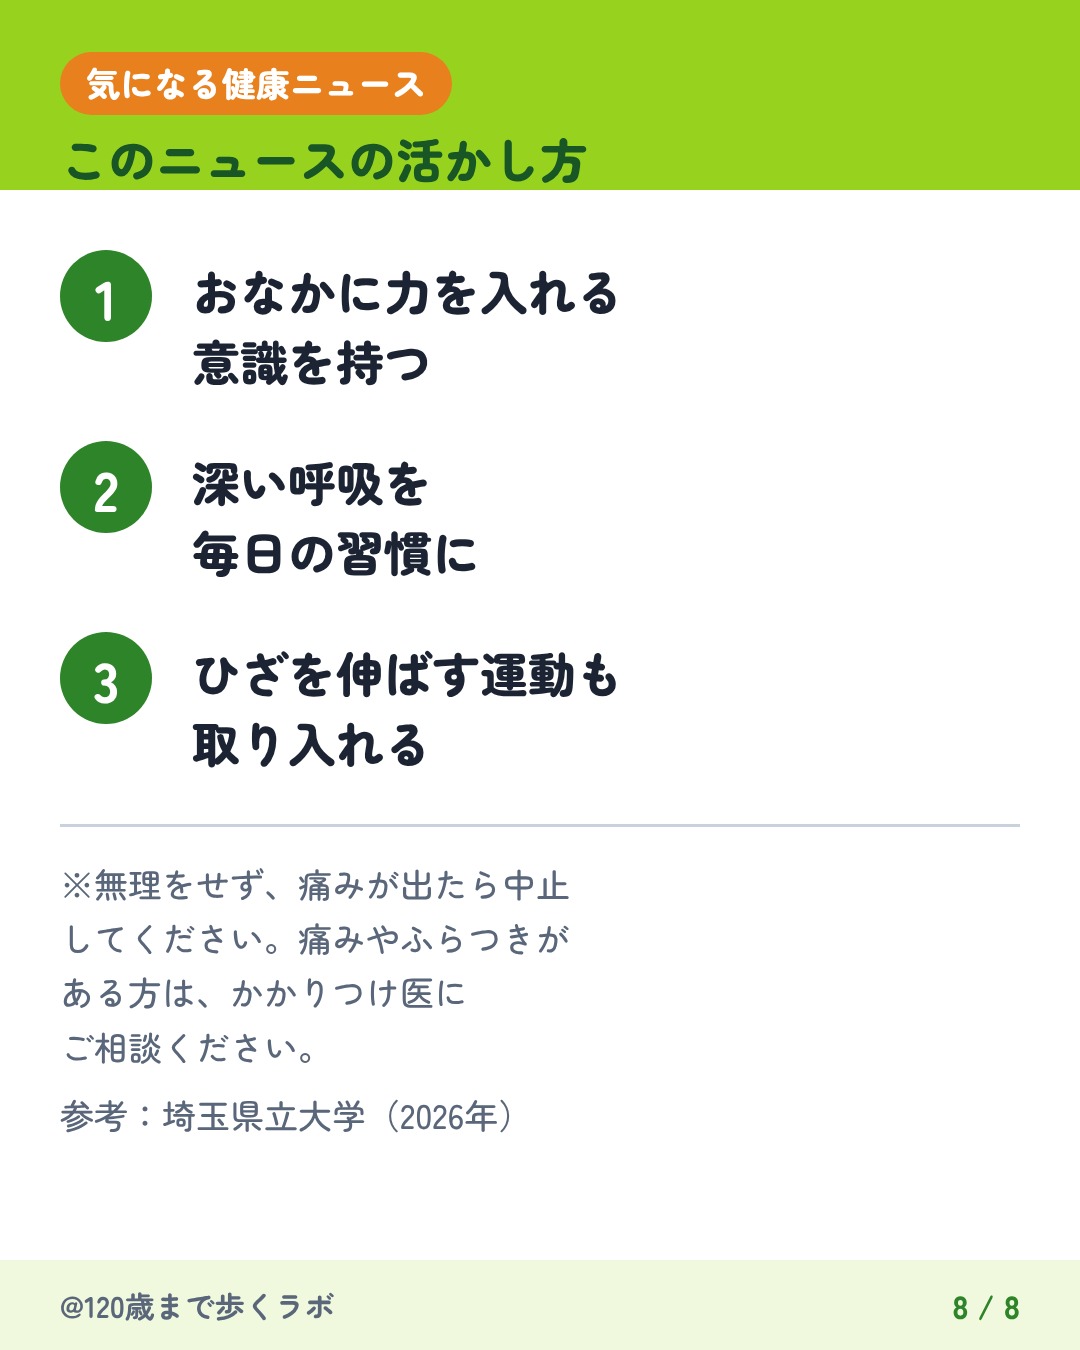 気になる健康ニュース
このニュースの活かし方
1
おなかに力を入れる
意識を持つ
2
深い呼吸を
毎日の習慣に
3
ひざを伸ばす運動も
取り入れる
※無理をせず、痛みが出たら中止
してください。痛みやふらつきが
ある方は、かかりつけ医に
ご相談ください。
参考：埼玉県立大学（2026年）
@120歳まで歩くラボ
8 / 8